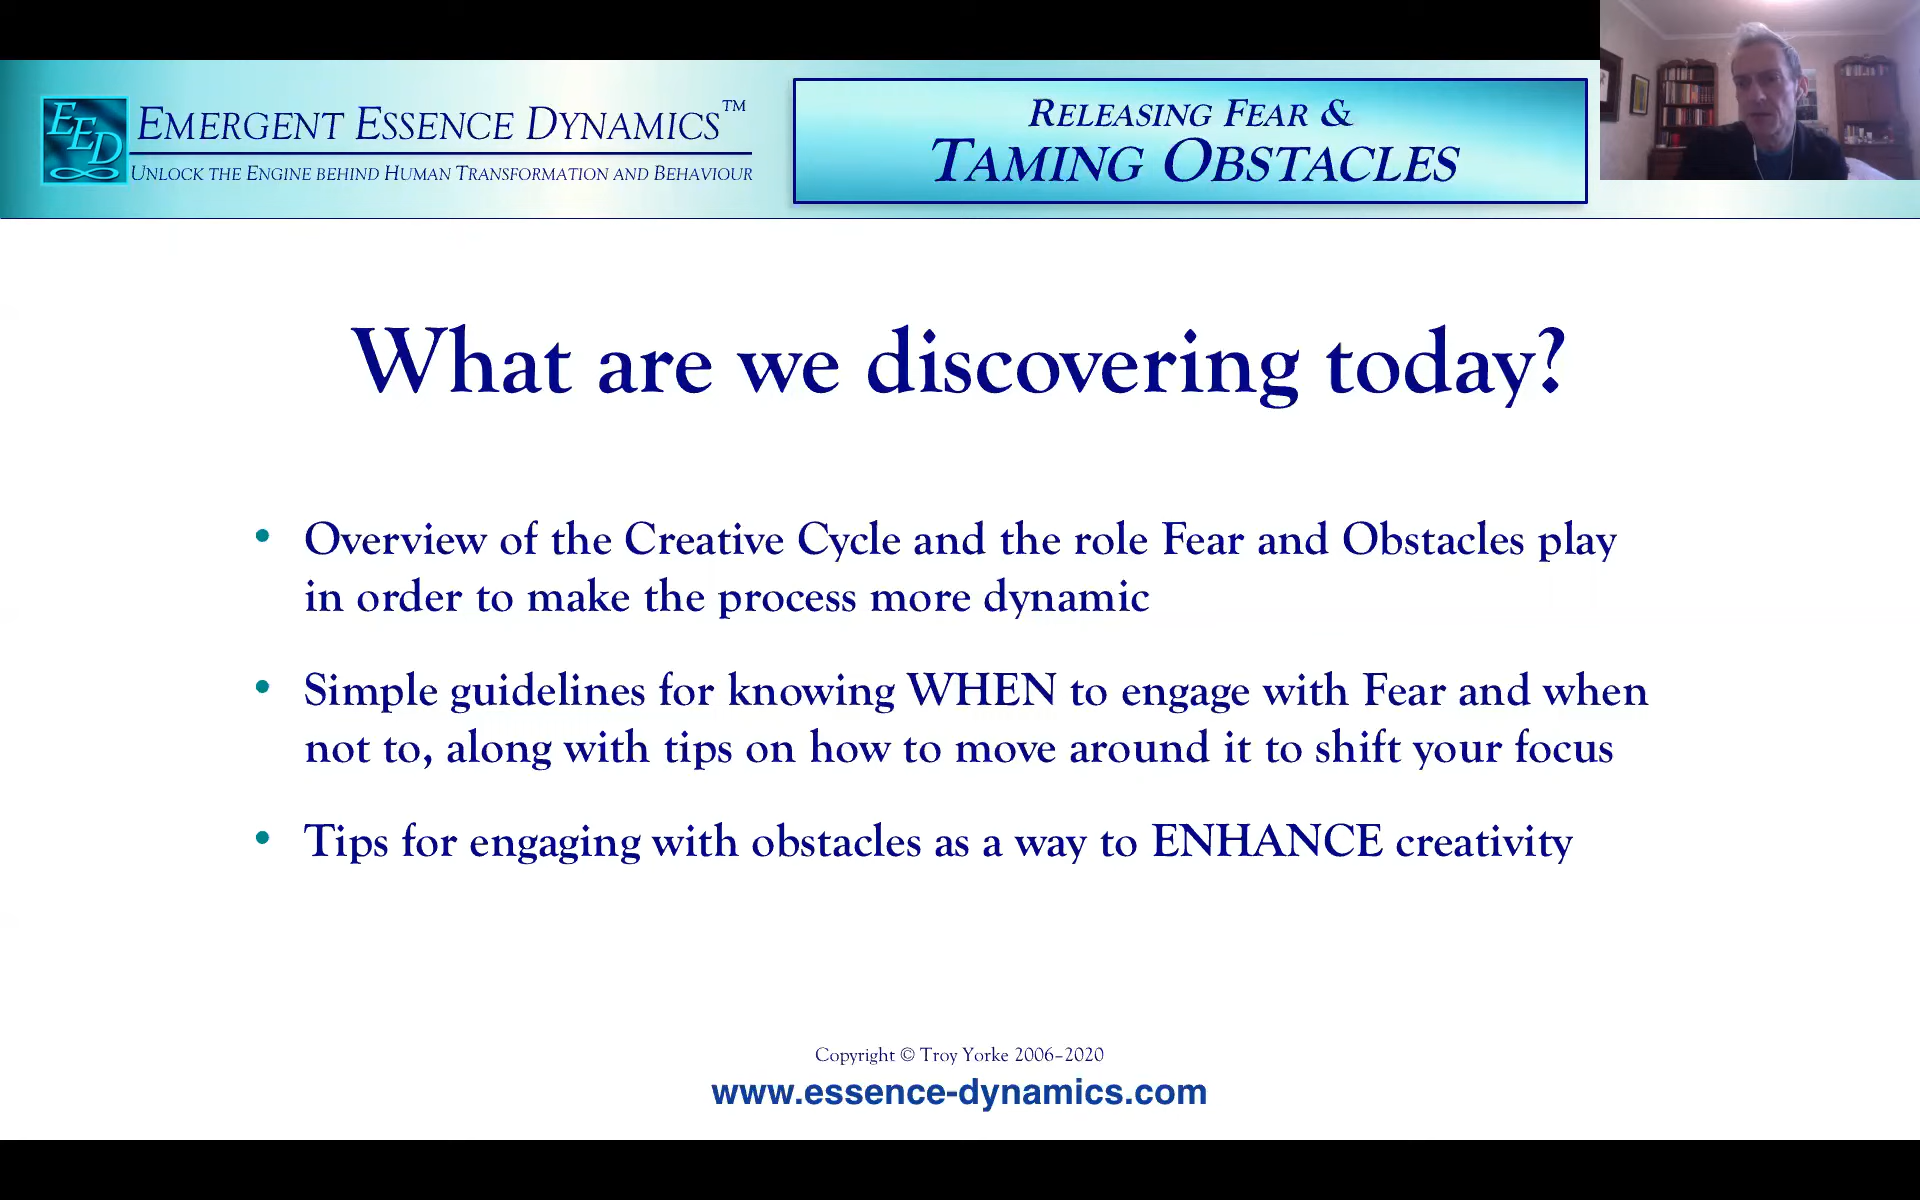 EED
EMERGENT ESSENCE DYNAMICS™
UNLOCK THE ENGINE BEHIND HUMAN TRANSFORMATION AND BEHAVIOUR
RELEASING FEAR &
TAMING OBSTACLES
What are we discovering today?
• Overview of the Creative Cycle and the role Fear and Obstacles play
in order to make the process more dynamic
• Simple guidelines for knowing WHEN to engage with Fear and when
not to, along with tips on how to move around it to shift your focus
• Tips for engaging with obstacles as a way to ENHANCE creativity
Copyright © Troy Yorke 2006–2020
www.essence-dynamics.com